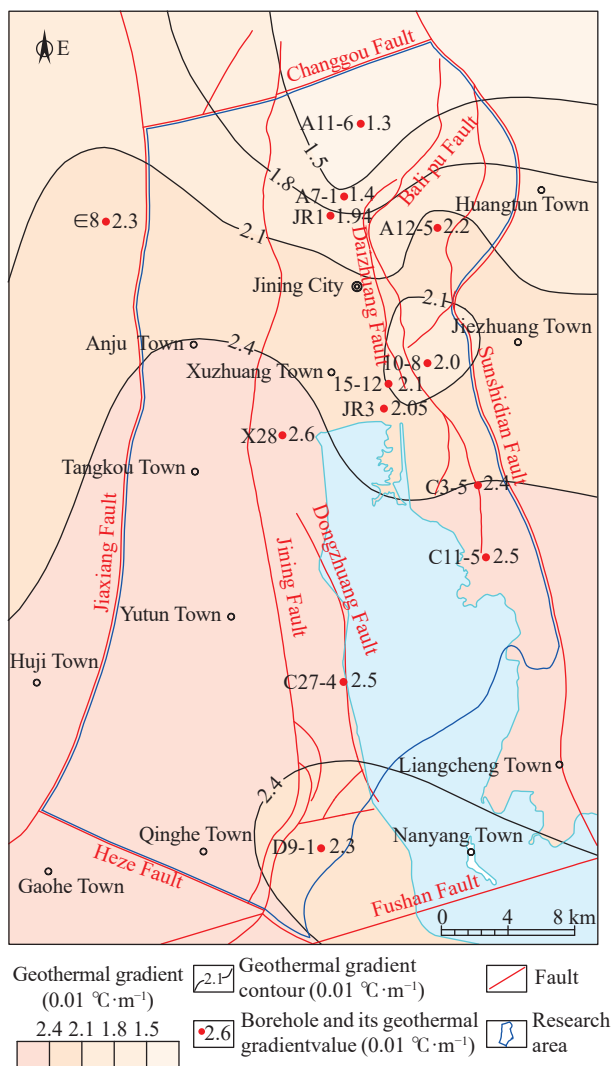 E
Changgou Fault
A11-6 1.3
1.5
Bali pu Fault
1.8
A7-1 1.4
JR1 1.94
Huangtun Town
∈8 2.3
A12-5 2.2
2.1
Daizhuang Fault
Jining City
2.1
Jiezhuang Town
Anju Town
2.4
Xuzhuang Town
10-8 2.0
15-12 2.1
JR3 2.05
Sunshidian Fault
X28 2.6
Tangkou Town
C3-5 2.4
Jiaxiang Fault
Jining Fault
Dongzhuang Fault
C11-5 2.5
Yutun Town
Huji Town
C27-4 2.5
Liangcheng Town
2.4
Qinghe Town
D9-1 2.3
Nanyang Town
Heze Fault
Gaohe Town
Fushan Fault
0 4 8 km
Geothermal gradient
(0.01 ℃·m⁻¹)
2.4 2.1 1.8 1.5
2.1
Geothermal gradient
contour (0.01 ℃·m⁻¹)
Fault
2.6
Borehole and its geothermal
gradientvalue (0.01 ℃·m⁻¹)
Research
area